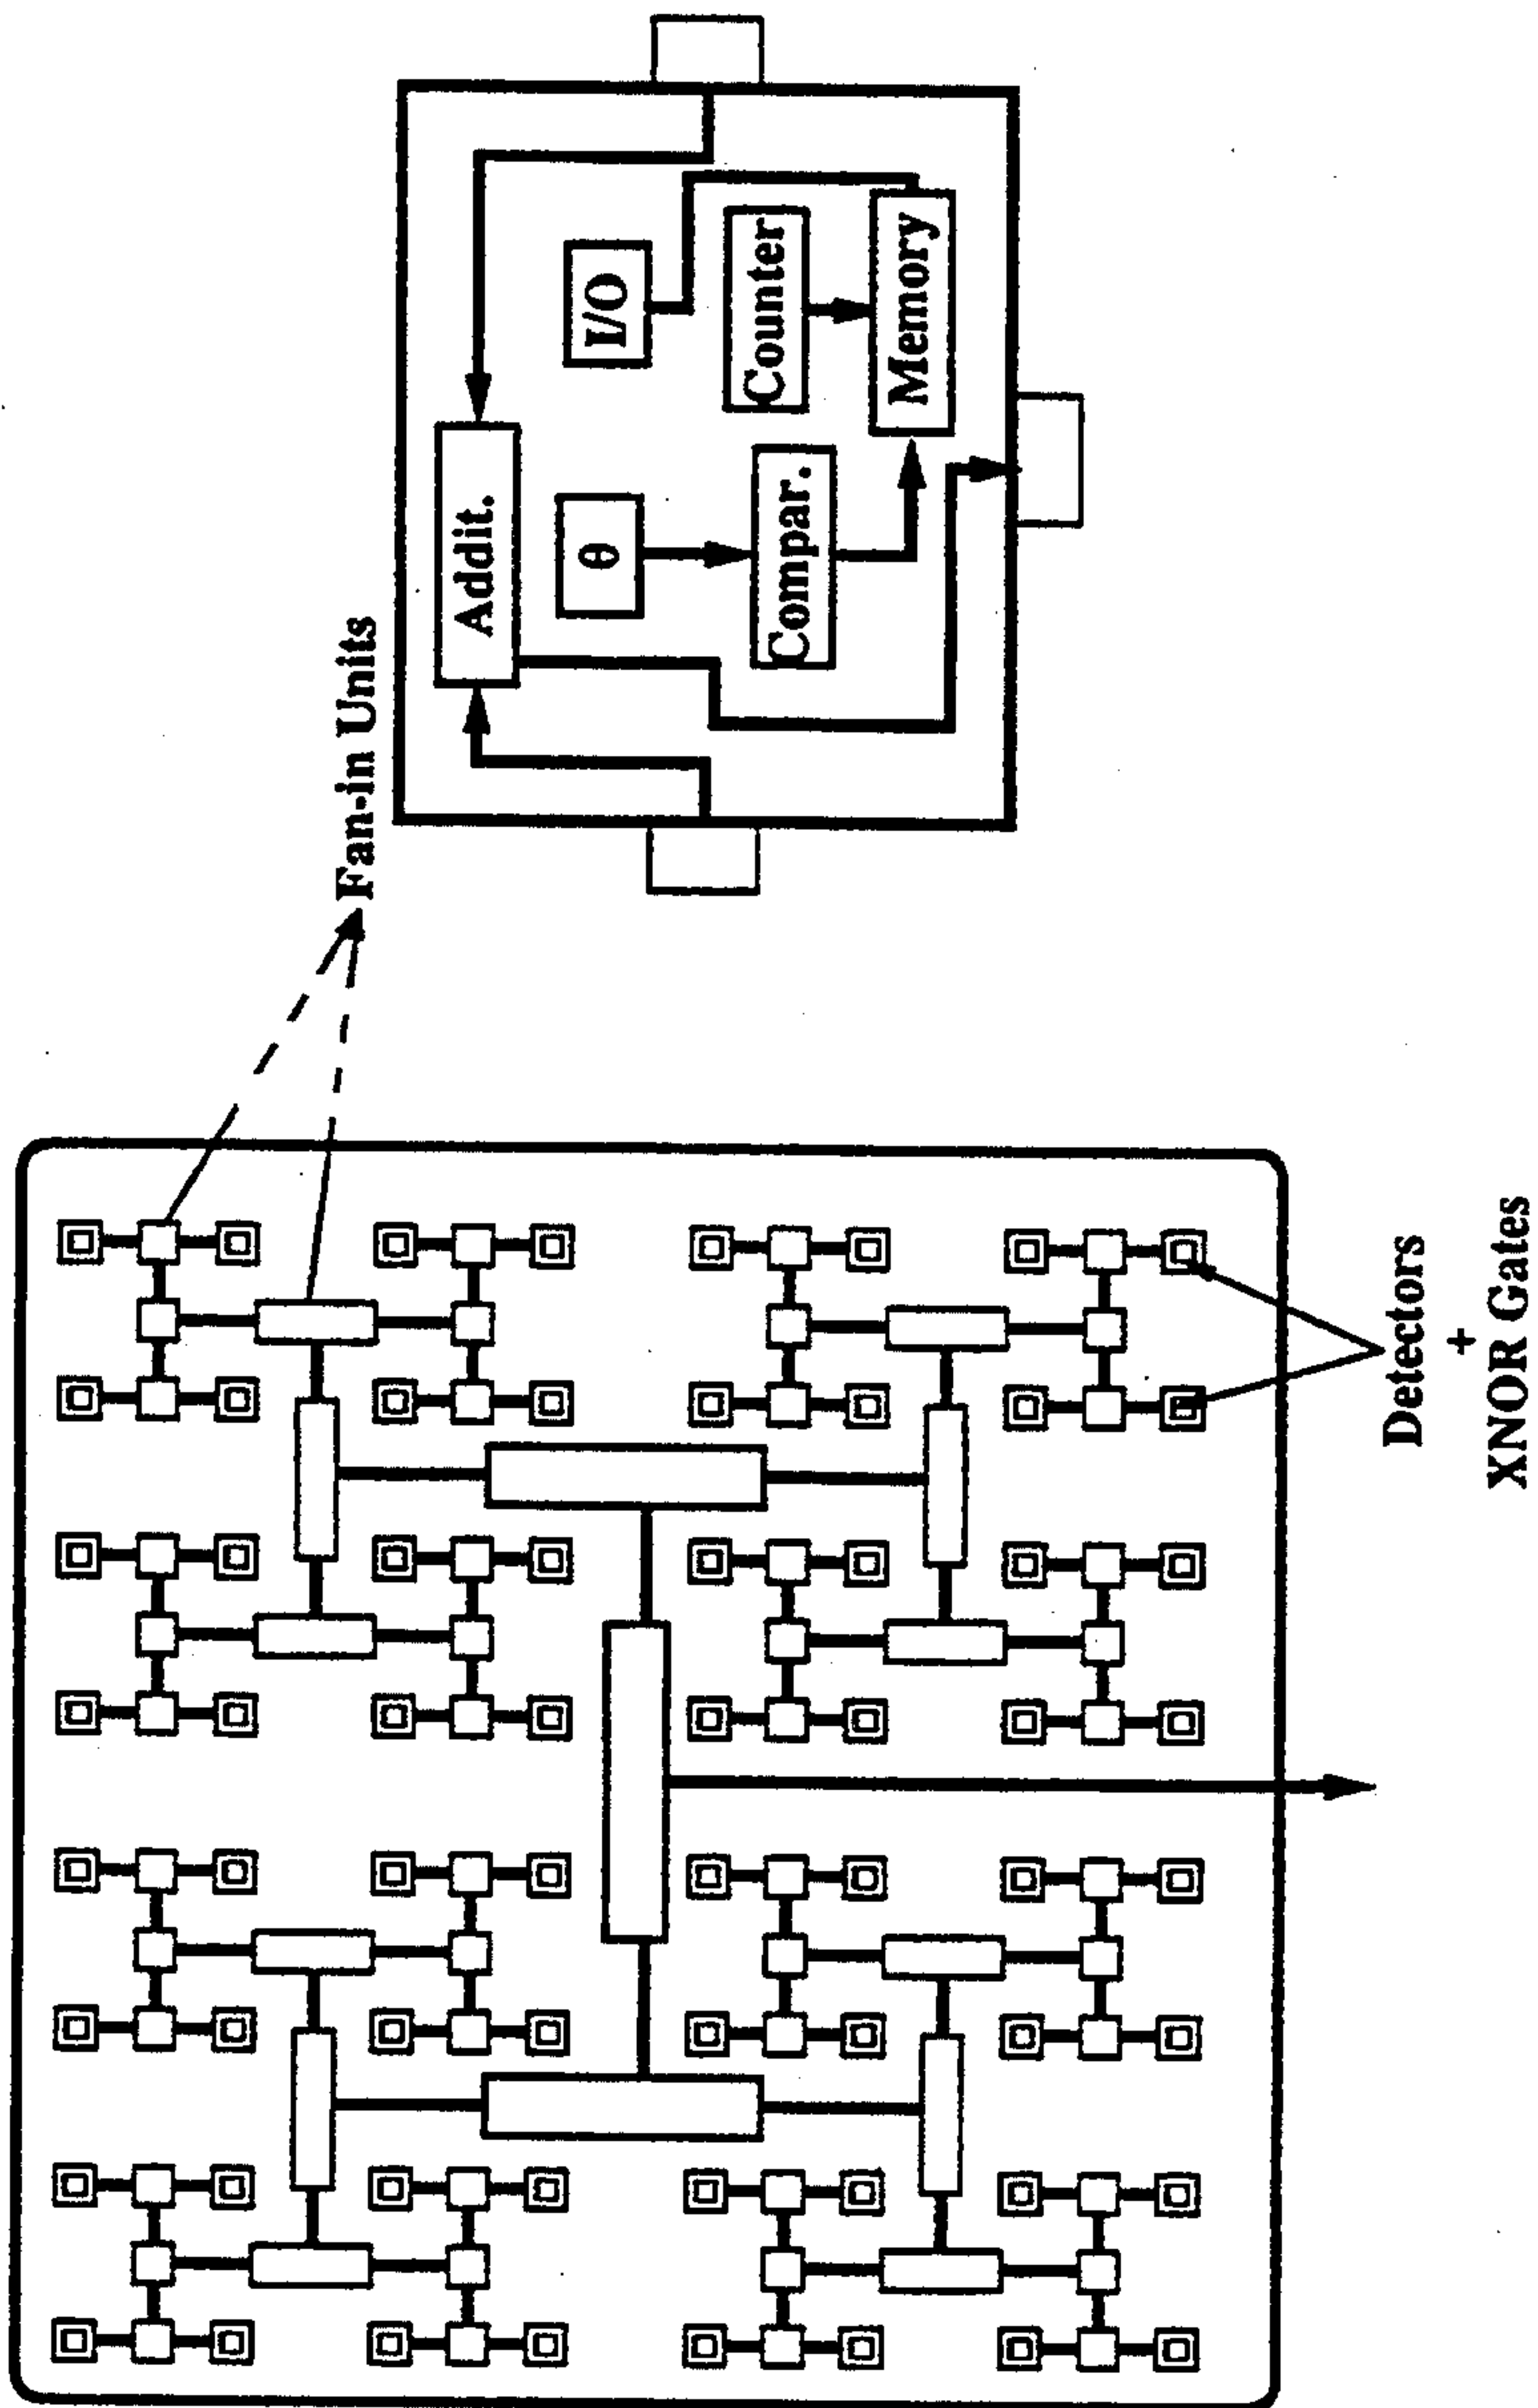 Fan-in Units
Addit.
θ
I/O
Compar.
Counter
Memory
Detectors
+
XNOR Gates